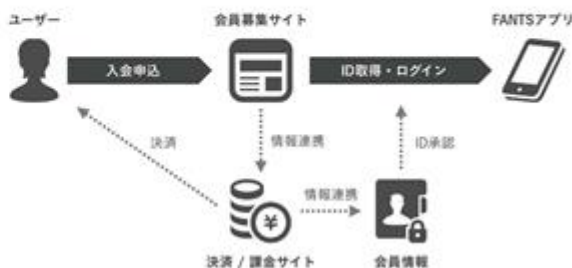 ユーザー
会員募集サイト
FANTSアプリ
入会申込
ID取得・ログイン
決済
情報連携
ID承認
情報連携
¥
決済 / 課金サイト
会員情報